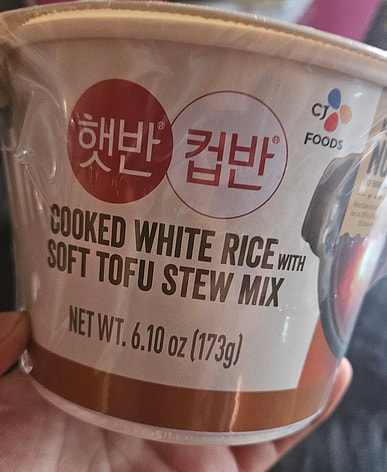 햇반® 컵반®
CJ
FOODS
COOKED WHITE RICE WITH
SOFT TOFU STEW MIX
NET WT. 6.10 oz (173g)